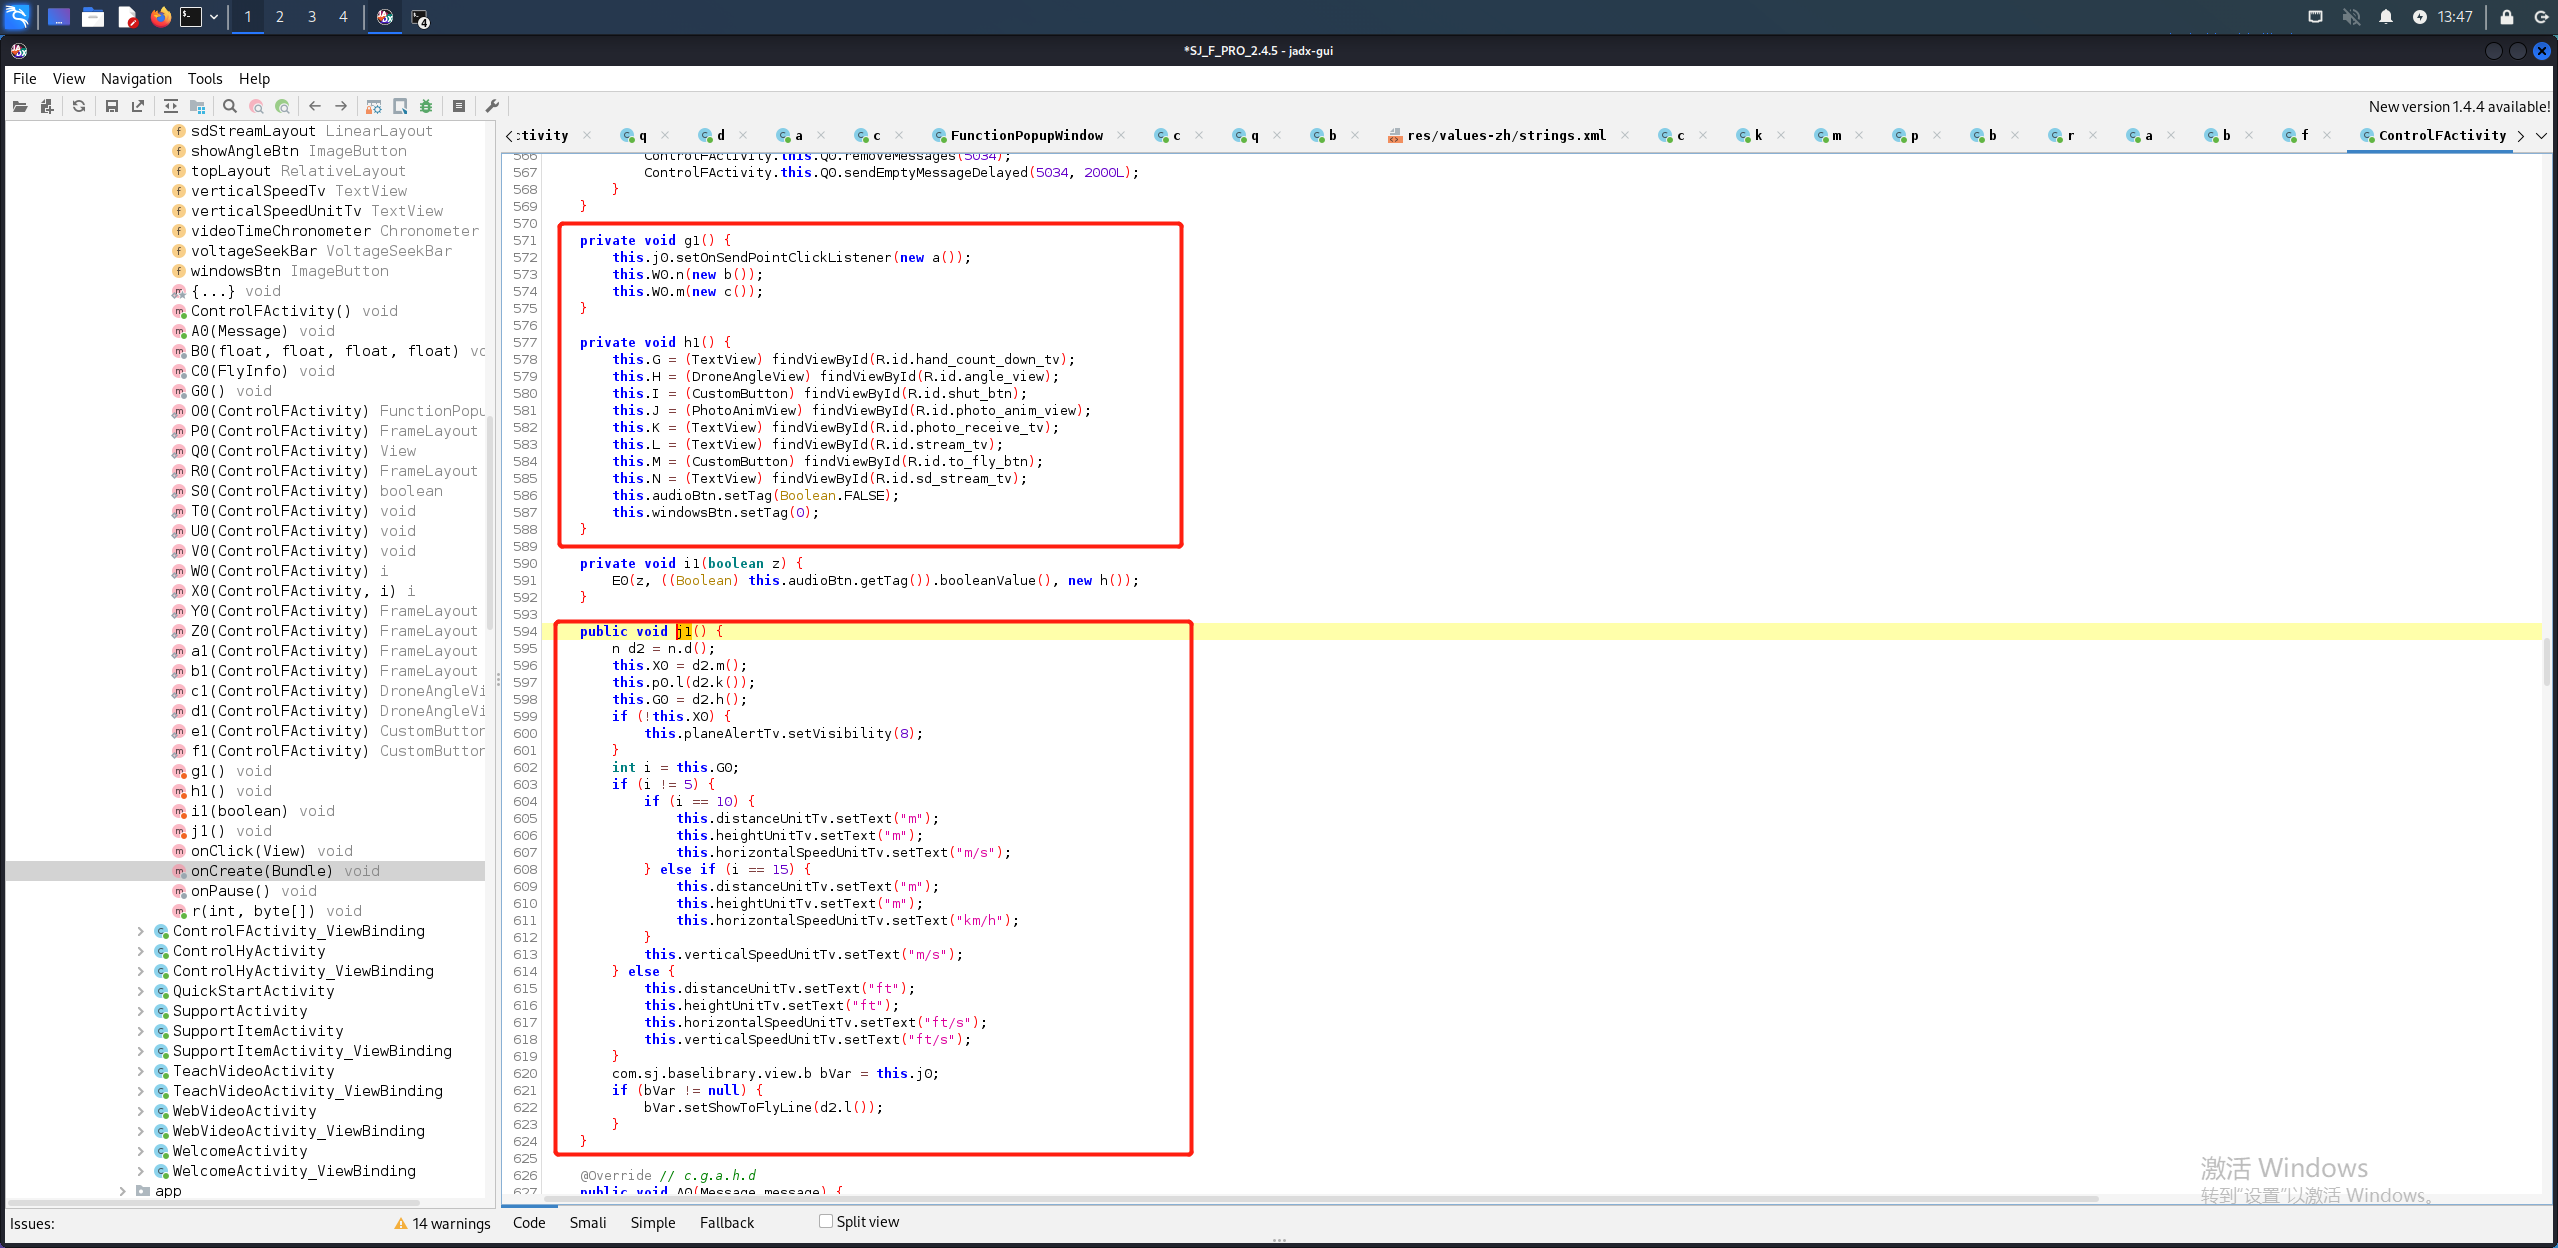 1 2 3 4 4 13:47
*SJ_F_PRO_2.4.5 - jadx-gui
File View Navigation Tools Help
New version 1.4.4 available!
ctivity q d a c FunctionPopupWindow c q b res/values-zh/strings.xml c k m p b r a b f ControlFActivity
sdStreamLayout LinearLayout
showAngleBtn ImageButton
topLayout RelativeLayout
verticalSpeedTv TextView
verticalSpeedUnitTv TextView
videoTimeChronometer Chronometer
voltageSeekBar VoltageSeekBar
windowsBtn ImageButton
{...} void
ControlFActivity() void
A0(Message) void
B0(float, float, float, float) vo
C0(FlyInfo) void
G0() void
O0(ControlFActivity) FunctionPopu
P0(ControlFActivity) FrameLayout
Q0(ControlFActivity) View
R0(ControlFActivity) FrameLayout
S0(ControlFActivity) boolean
T0(ControlFActivity) void
U0(ControlFActivity) void
V0(ControlFActivity) void
W0(ControlFActivity) i
X0(ControlFActivity, i) i
Y0(ControlFActivity) FrameLayout
Z0(ControlFActivity) FrameLayout
a1(ControlFActivity) FrameLayout
b1(ControlFActivity) FrameLayout
c1(ControlFActivity) DroneAngleVi
d1(ControlFActivity) DroneAngleVi
e1(ControlFActivity) CustomButton
f1(ControlFActivity) CustomButton
g1() void
h1() void
i1(boolean) void
j1() void
onClick(View) void
onCreate(Bundle) void
onPause() void
r(int, byte[]) void
ControlFActivity_ViewBinding
ControlHyActivity
ControlHyActivity_ViewBinding
QuickStartActivity
SupportActivity
SupportItemActivity
SupportItemActivity_ViewBinding
TeachVideoActivity
TeachVideoActivity_ViewBinding
WebVideoActivity
WebVideoActivity_ViewBinding
WelcomeActivity
WelcomeActivity_ViewBinding
app
566 ControlFActivity.this.Q0.removeMessages(5034);
567 ControlFActivity.this.Q0.sendEmptyMessageDelayed(5034, 2000L);
568 }
569 }
570
571 private void g1() {
572 this.j0.setOnSendPointClickListener(new a());
573 this.W0.n(new b());
574 this.W0.m(new c());
575 }
576
577 private void h1() {
578 this.G = (TextView) findViewById(R.id.hand_count_down_tv);
579 this.H = (DroneAngleView) findViewById(R.id.angle_view);
580 this.I = (CustomButton) findViewById(R.id.shut_btn);
581 this.J = (PhotoAnimView) findViewById(R.id.photo_anim_view);
582 this.K = (TextView) findViewById(R.id.photo_receive_tv);
583 this.L = (TextView) findViewById(R.id.stream_tv);
584 this.M = (CustomButton) findViewById(R.id.to_fly_btn);
585 this.N = (TextView) findViewById(R.id.sd_stream_tv);
586 this.audioBtn.setTag(Boolean.FALSE);
587 this.windowsBtn.setTag(0);
588 }
589
590 private void i1(boolean z) {
591 E0(z, ((Boolean) this.audioBtn.getTag()).booleanValue(), new h());
592 }
593
594 public void j1() {
595 n d2 = n.d();
596 this.X0 = d2.m();
597 this.p0.l(d2.k());
598 this.G0 = d2.h();
599 if (!this.X0) {
600 this.planeAlertTv.setVisibility(8);
601 }
602 int i = this.G0;
603 if (i != 5) {
604 if (i == 10) {
605 this.distanceUnitTv.setText("m");
606 this.heightUnitTv.setText("m");
607 this.horizontalSpeedUnitTv.setText("m/s");
608 } else if (i == 15) {
609 this.distanceUnitTv.setText("m");
610 this.heightUnitTv.setText("m");
611 this.horizontalSpeedUnitTv.setText("km/h");
612 }
613 this.verticalSpeedUnitTv.setText("m/s");
614 } else {
615 this.distanceUnitTv.setText("ft");
616 this.heightUnitTv.setText("ft");
617 this.horizontalSpeedUnitTv.setText("ft/s");
618 this.verticalSpeedUnitTv.setText("ft/s");
619 }
620 com.sj.baselibrary.view.b bVar = this.j0;
621 if (bVar != null) {
622 bVar.setShowToFlyLine(d2.l());
623 }
624 }
625
626 @Override // c.g.a.h.d
627 public void A0(Message message) {
激活 Windows
转到"设置"以激活 Windows。
Issues: 14 warnings Code Smali Simple Fallback Split view